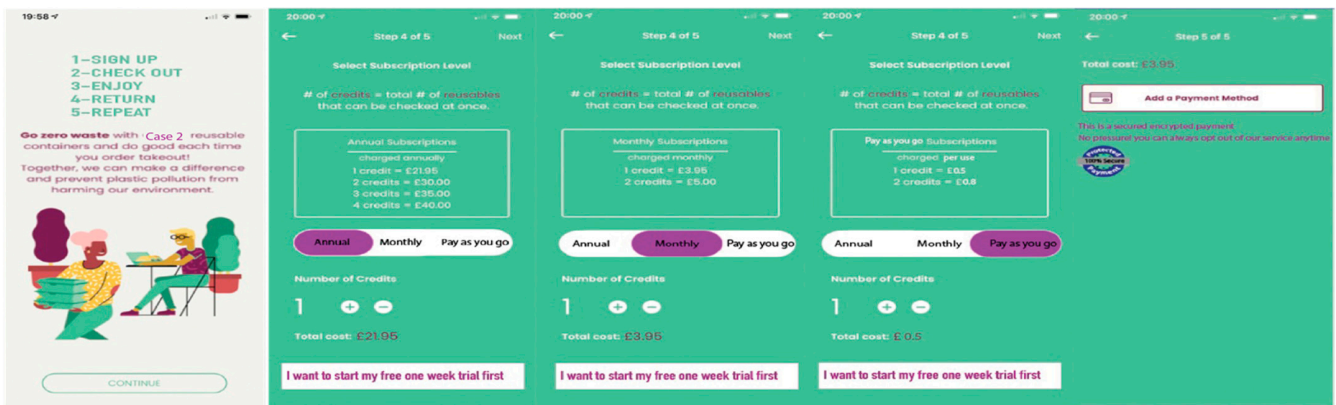 19:58
1-SIGN UP
2-CHECK OUT
3-ENJOY
4-RETURN
5-REPEAT
Go zero waste with Case 2 reusable
containers and do good each time
you order takeout!
Together, we can make a difference
and prevent plastic pollution from
harming our environment.
CONTINUE
20:00
Step 4 of 5 Next
Select Subscription Level
# of credits = total # of reusables
that can be checked at once.
Annual Subscriptions
charged annually
1 credit = £21.95
2 credits = £30.00
3 credits = £35.00
4 credits = £40.00
Annual Monthly Pay as you go
Number of Credits
1
Total cost: £21.95
I want to start my free one week trial first
20:00
Step 4 of 5 Next
Select Subscription Level
# of credits = total # of reusables
that can be checked at once.
Monthly Subscriptions
charged monthly
1 credit = £3.95
2 credits = £5.00
Annual Monthly Pay as you go
Number of Credits
1
Total cost: £3.95
I want to start my free one week trial first
20:00
Step 4 of 5 Next
Select Subscription Level
# of credits = total # of reusables
that can be checked at once.
Pay as you go Subscriptions
charged per use
1 credit = £0.5
2 credits = £0.8
Annual Monthly Pay as you go
Number of Credits
1
Total cost: £ 0.5
I want to start my free one week trial first
20:00
Step 5 of 5
Total cost: £3.95
Add a Payment Method
This is a secured encrypted payment
No pressure! you can always opt out of our service anytime
Protected
100% Secure
Payment